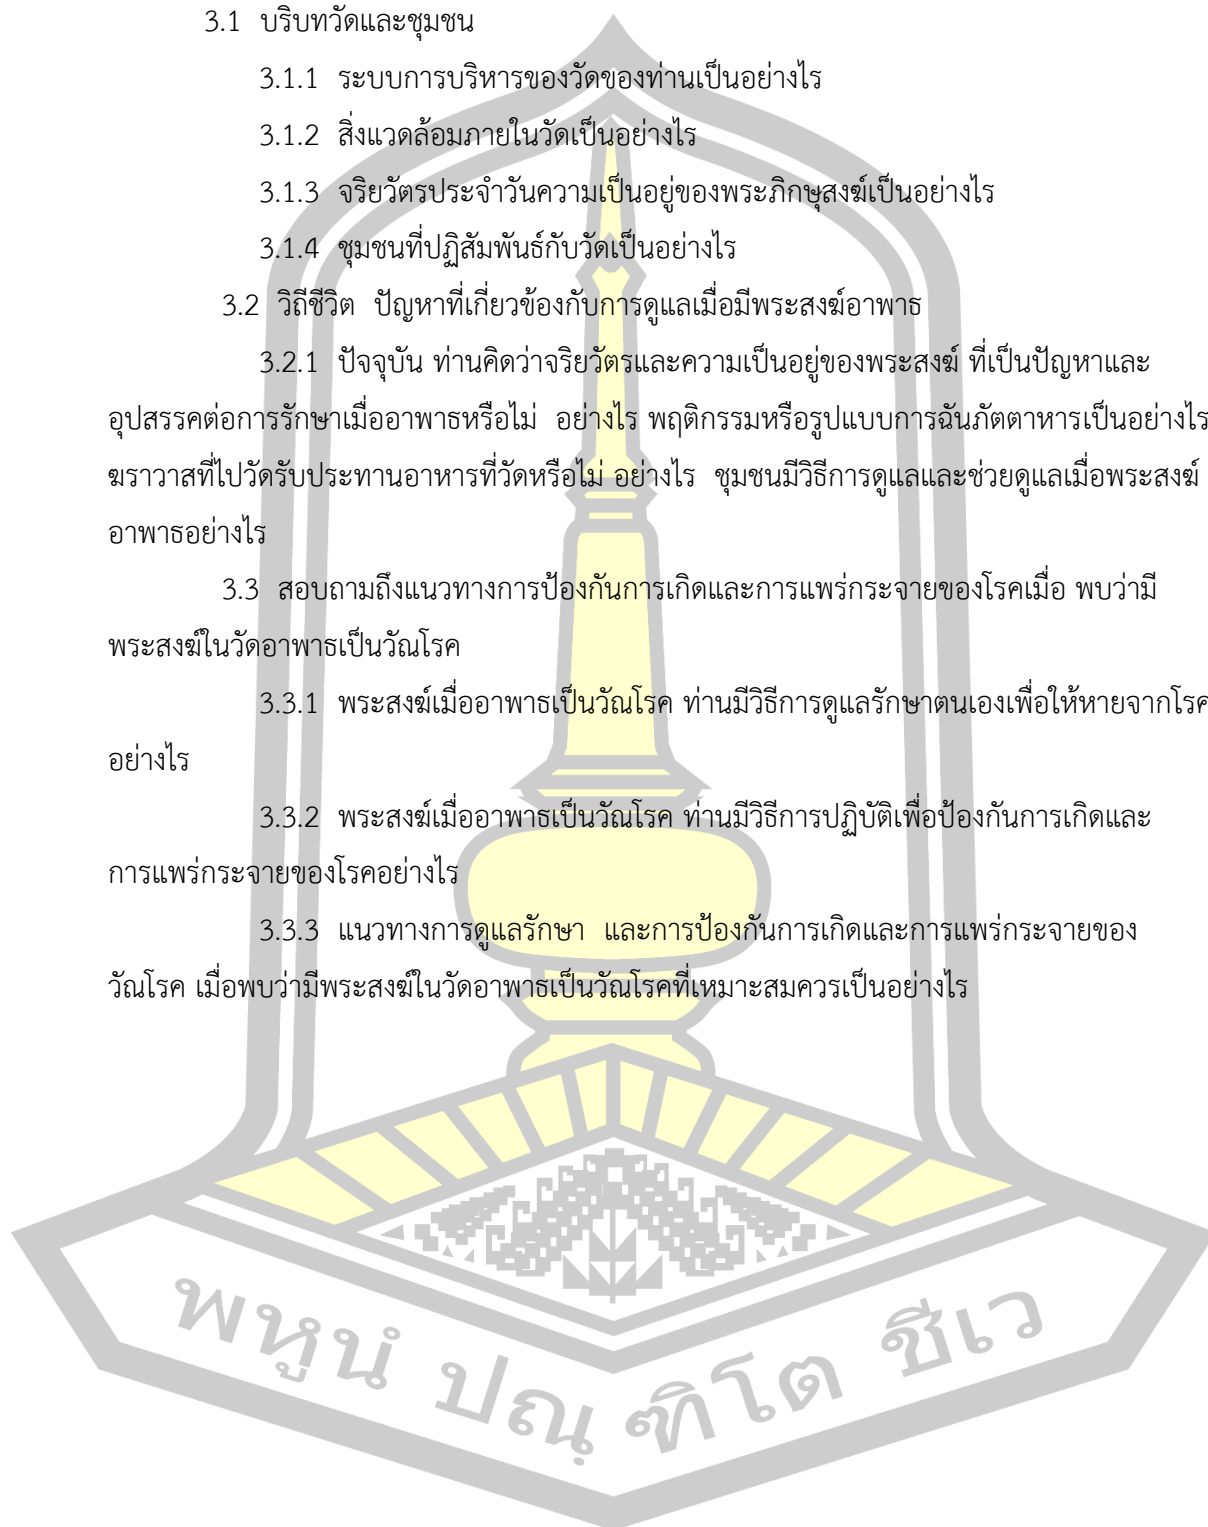 3.1 บริบทวัดและชุมชน
3.1.1 ระบบการบริหารของวัดของท่านเป็นอย่างไร
3.1.2 สิ่งแวดล้อมภายในวัดเป็นอย่างไร
3.1.3 จริยวัตรประจำวันความเป็นอยู่ของพระภิกษุสงฆ์เป็นอย่างไร
3.1.4 ชุมชนที่ปฏิสัมพันธ์กับวัดเป็นอย่างไร
3.2 วิถีชีวิต ปัญหาที่เกี่ยวข้องกับการดูแลเมื่อมีพระสงฆ์อาพาธ
3.2.1 ปัจจุบัน ท่านคิดว่าจริยวัตรและความเป็นอยู่ของพระสงฆ์ ที่เป็นปัญหาและ
อุปสรรคต่อการรักษาเมื่ออาพาธหรือไม่ อย่างไร พฤติกรรมหรือรูปแบบการฉันภัตตาหารเป็นอย่างไร
ฆราวาสที่ไปวัดรับประทานอาหารที่วัดหรือไม่ อย่างไร ชุมชนมีวิธีการดูแลและช่วยดูแลเมื่อพระสงฆ์
อาพาธอย่างไร
3.3 สอบถามถึงแนวทางการป้องกันการเกิดและการแพร่กระจายของโรคเมื่อ พบว่ามี
พระสงฆ์ในวัดอาพาธเป็นวัณโรค
3.3.1 พระสงฆ์เมื่ออาพาธเป็นวัณโรค ท่านมีวิธีการดูแลรักษาตนเองเพื่อให้หายจากโรค
อย่างไร
3.3.2 พระสงฆ์เมื่ออาพาธเป็นวัณโรค ท่านมีวิธีการปฏิบัติเพื่อป้องกันการเกิดและ
การแพร่กระจายของโรคอย่างไร
3.3.3 แนวทางการดูแลรักษา และการป้องกันการเกิดและการแพร่กระจายของ
วัณโรค เมื่อพบว่ามีพระสงฆ์ในวัดอาพาธเป็นวัณโรคที่เหมาะสมควรเป็นอย่างไร
พหูนํ ปณฺฑิโต ชีเว